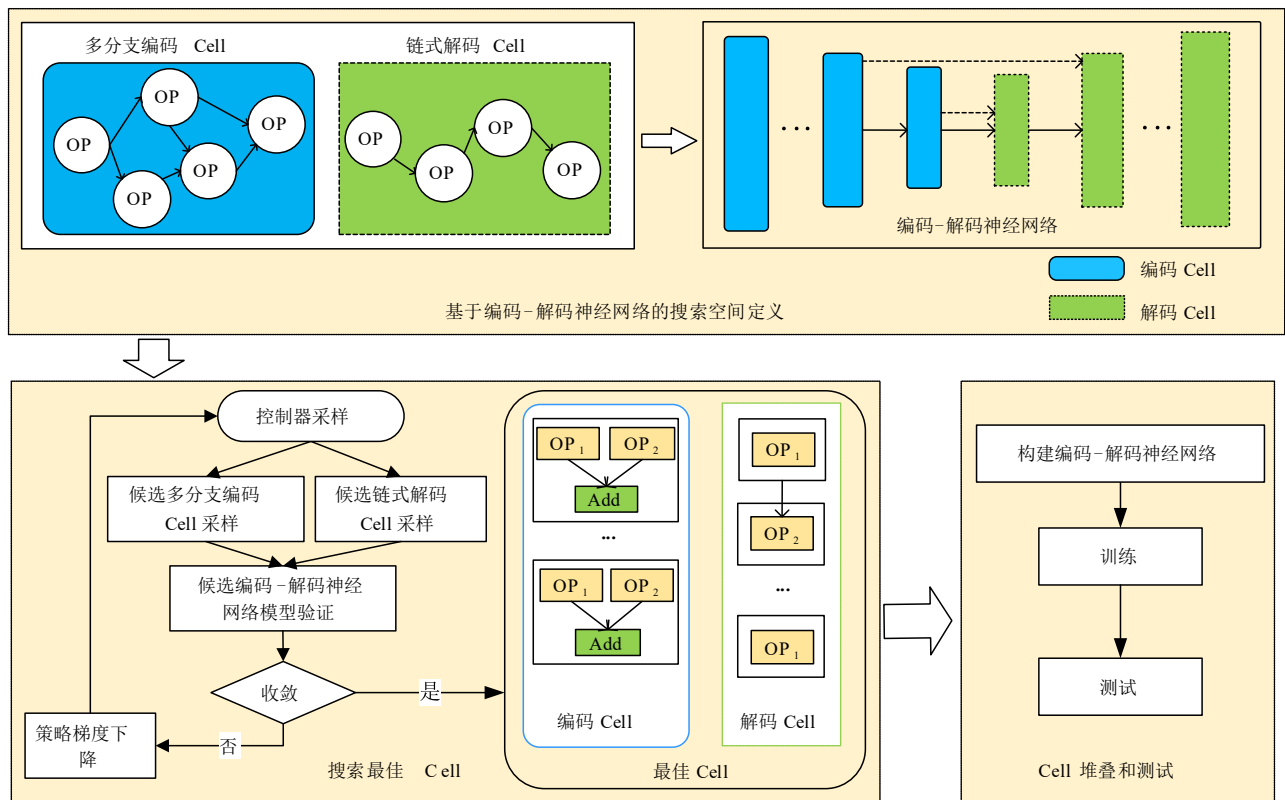 多分支编码 Cell
链式解码 Cell
OP
OP
OP
OP
OP
OP
OP
OP
OP
OP
...
...
编码-解码神经网络
编码 Cell
解码 Cell
基于编码-解码神经网络的搜索空间定义
控制器采样
候选多分支编码
Cell 采样
候选链式解码
Cell 采样
候选编码-解码神经
网络模型验证
收敛
是
否
策略梯度下
降
搜索最佳 Cell
OP1 OP2
Add
...
OP1 OP2
Add
编码 Cell
OP1
OP2
...
OP1
解码 Cell
最佳 Cell
构建编码-解码神经网络
训练
测试
Cell 堆叠和测试